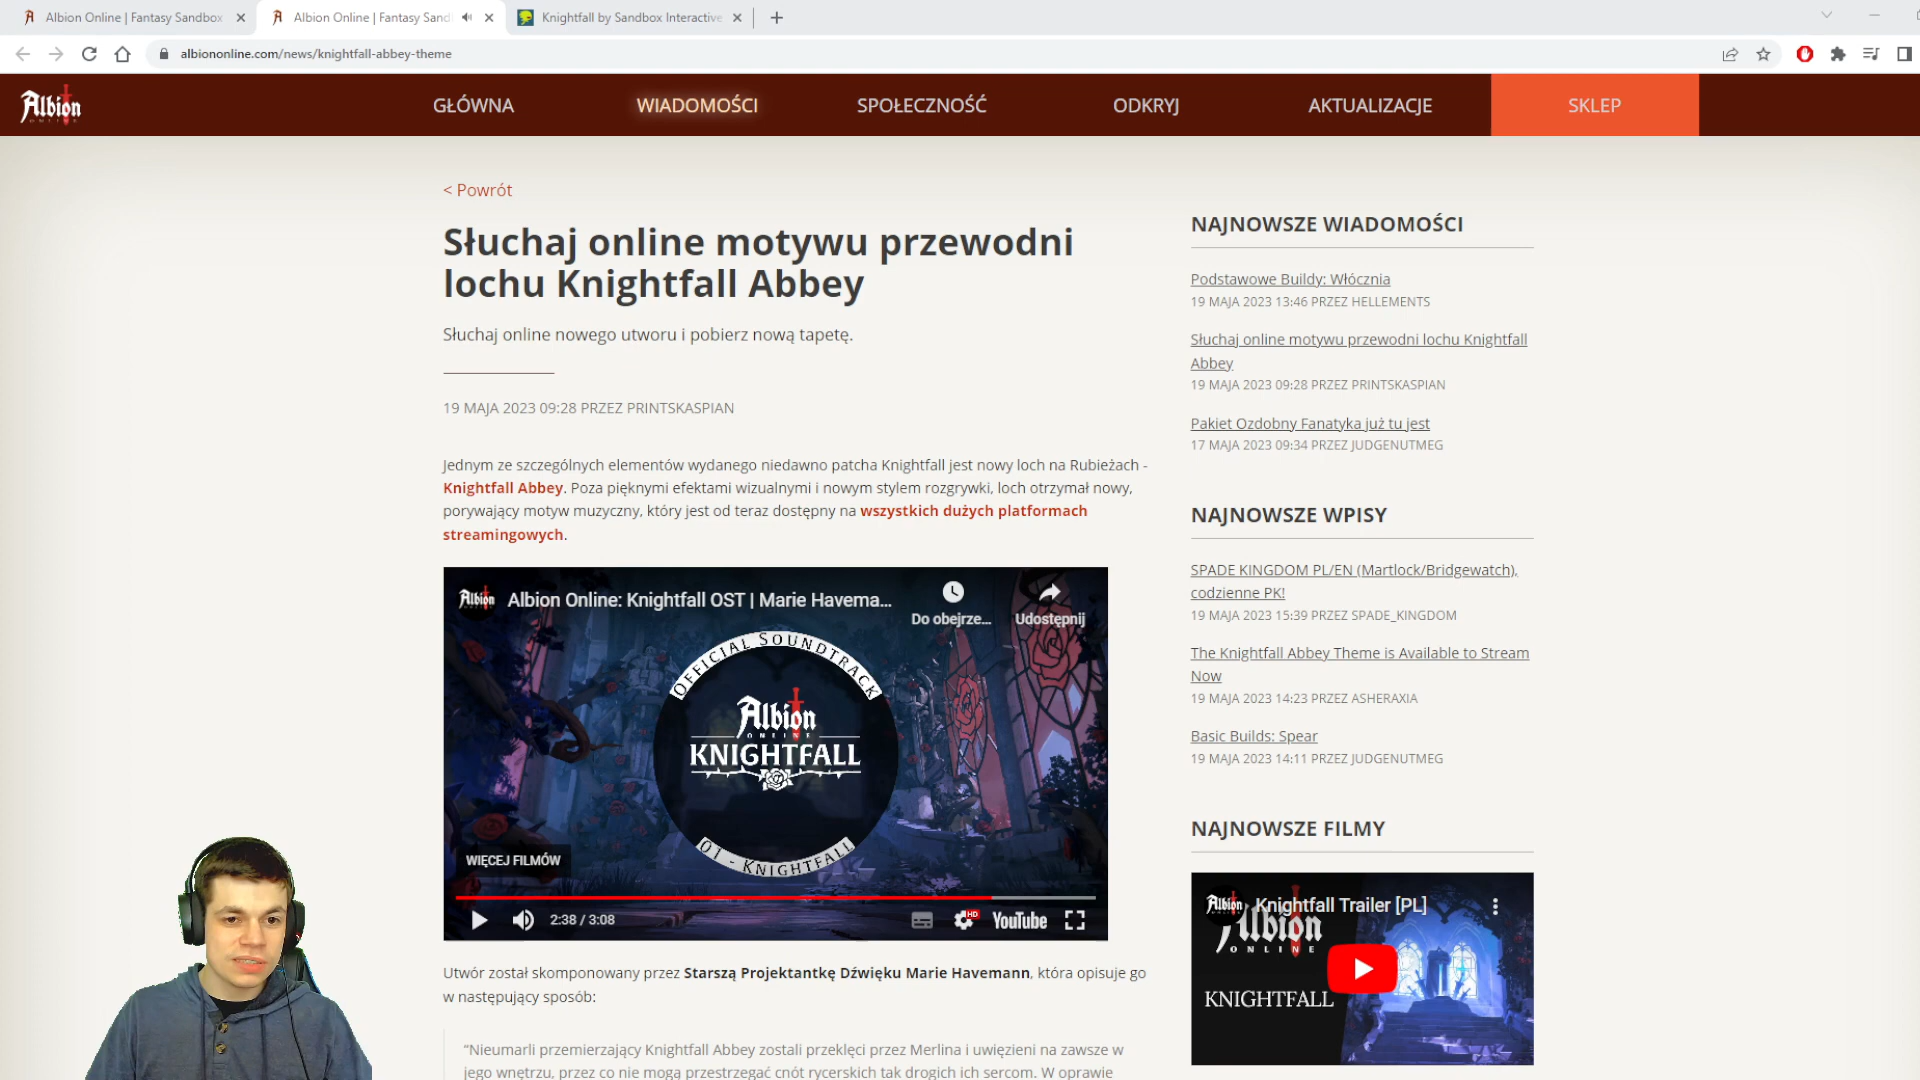 Albion Online | Fantasy Sandbox
Albion Online | Fantasy Sand
Knightfall by Sandbox Interactive
albiononline.com/news/knightfall-abbey-theme
Albion
ONLINE
GŁÓWNA
WIADOMOŚCI
SPOŁECZNOŚĆ
ODKRYJ
AKTUALIZACJE
SKLEP
< Powrót
Słuchaj online motywu przewodni
lochu Knightfall Abbey
Słuchaj online nowego utworu i pobierz nową tapetę.
19 MAJA 2023 09:28 PRZEZ PRINTSKASPIAN
Jednym ze szczególnych elementów wydanego niedawno patcha Knightfall jest nowy loch na Rubieżach -
Knightfall Abbey. Poza pięknymi efektami wizualnymi i nowym stylem rozgrywki, loch otrzymał nowy,
porywający motyw muzyczny, który jest od teraz dostępny na wszystkich dużych platformach
streamingowych.
Albion
Albion Online: Knightfall OST | Marie Havema...
Do obejrze...
Udostępnij
OFFICIAL SOUNDTRACK
Albion
ONLINE
KNIGHTFALL
01 - KNIGHTFALL
WIĘCEJ FILMÓW
2:38 / 3:08
HD
YouTube
Utwór został skomponowany przez Starszą Projektantkę Dźwięku Marie Havemann, która opisuje go
w następujący sposób:
“Nieumarli przemierzający Knightfall Abbey zostali przeklęci przez Merlina i uwięzieni na zawsze w
jego wnętrzu, przez co nie mogą przestrzegać cnót rycerskich tak drogich ich sercom. W oprawie
NAJNOWSZE WIADOMOŚCI
Podstawowe Buildy: Włócznia
19 MAJA 2023 13:46 PRZEZ HELLEMENTS
Słuchaj online motywu przewodni lochu Knightfall
Abbey
19 MAJA 2023 09:28 PRZEZ PRINTSKASPIAN
Pakiet Ozdobny Fanatyka już tu jest
17 MAJA 2023 09:34 PRZEZ JUDGENUTMEG
NAJNOWSZE WPISY
SPADE KINGDOM PL/EN (Martlock/Bridgewatch),
codzienne PK!
19 MAJA 2023 15:39 PRZEZ SPADE_KINGDOM
The Knightfall Abbey Theme is Available to Stream
Now
19 MAJA 2023 14:23 PRZEZ ASHERAXIA
Basic Builds: Spear
19 MAJA 2023 14:11 PRZEZ JUDGENUTMEG
NAJNOWSZE FILMY
Albion
Knightfall Trailer [PL]
Albion
ONLINE
KNIGHTFALL